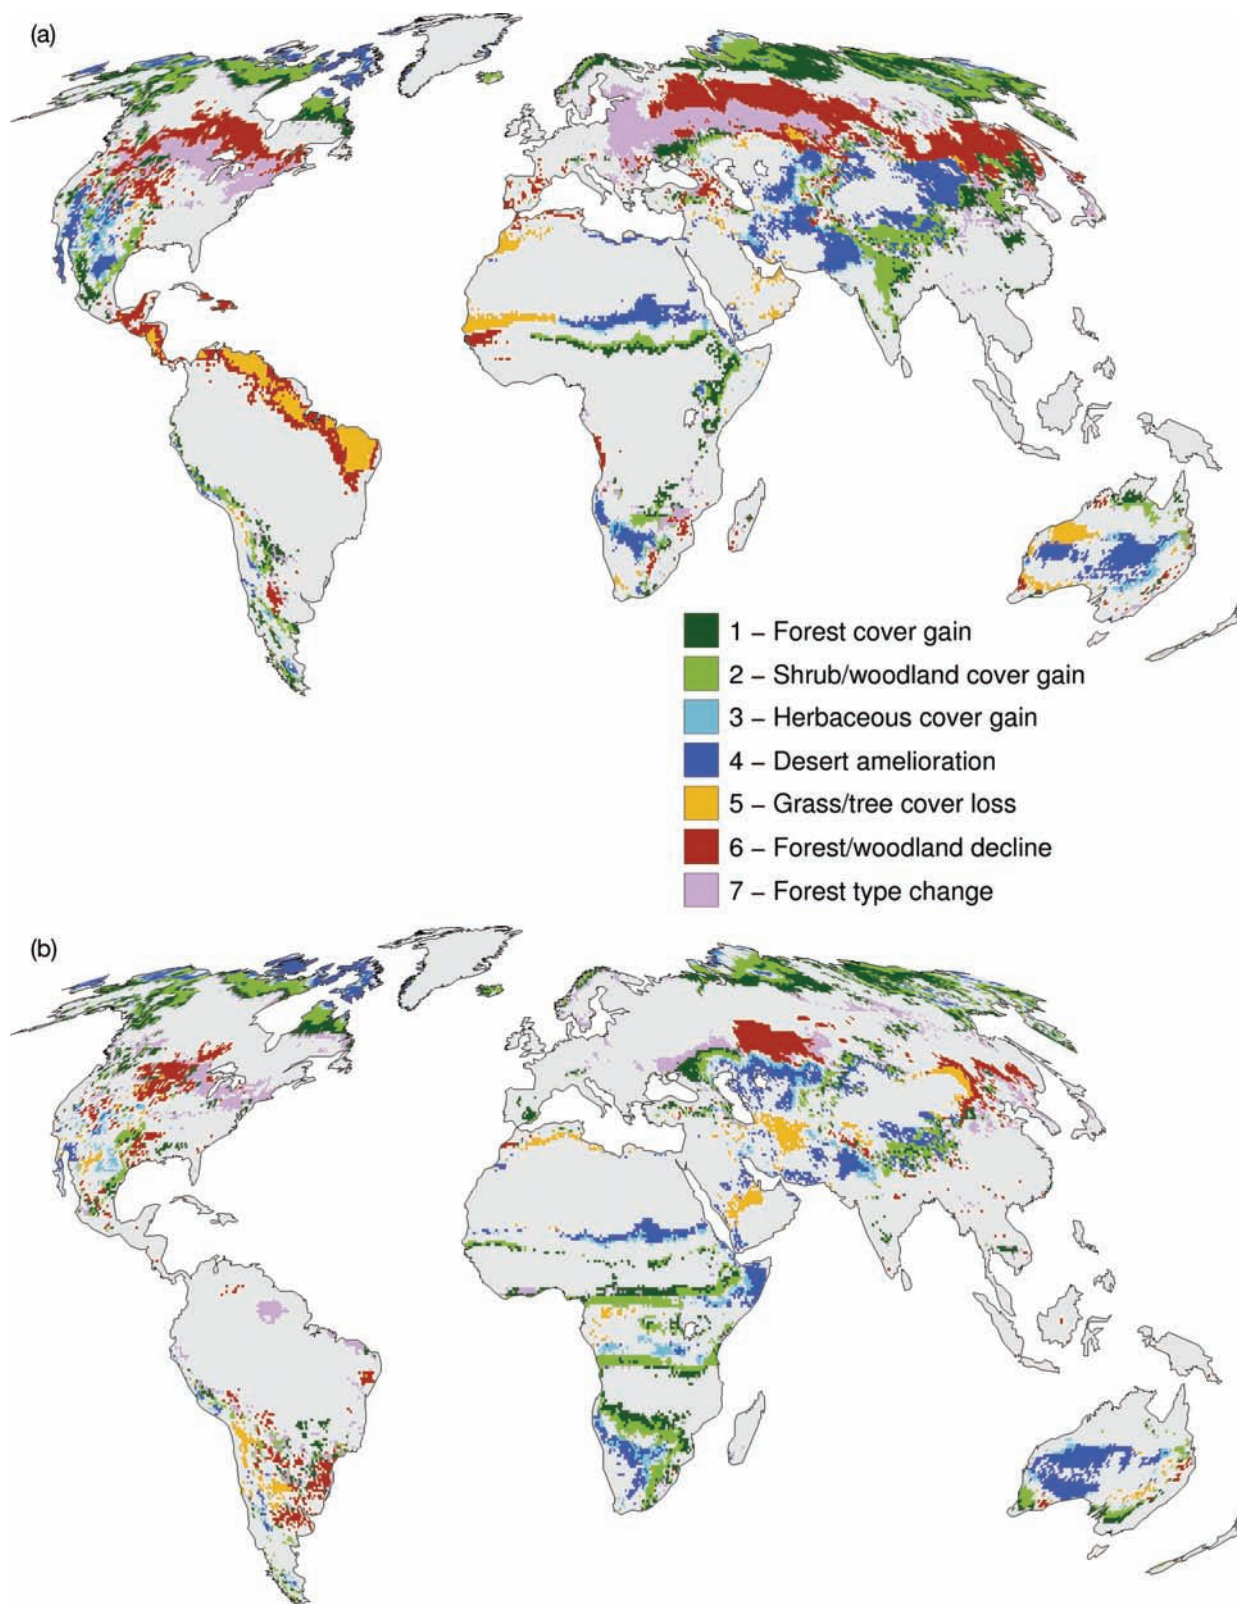 (a)
1 – Forest cover gain
2 – Shrub/woodland cover gain
3 – Herbaceous cover gain
4 – Desert amelioration
5 – Grass/tree cover loss
6 – Forest/woodland decline
7 – Forest type change
(b)